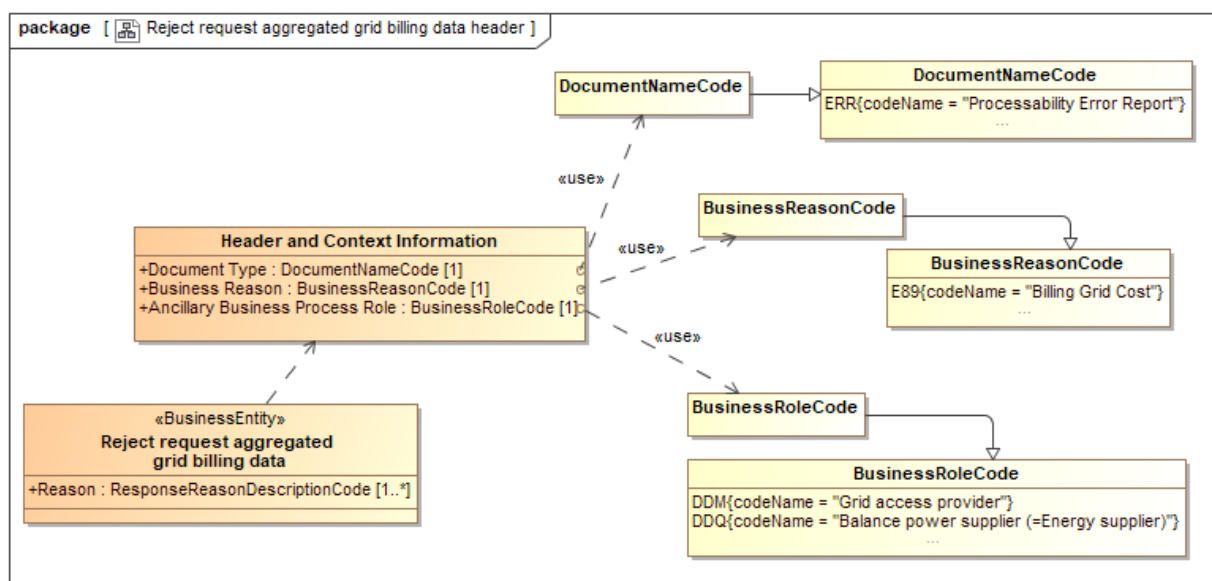 package [ Reject request aggregated grid billing data header ]
DocumentNameCode
DocumentNameCode
ERR{codeName = "Processability Error Report"}
...
«use»
BusinessReasonCode
«use»
BusinessReasonCode
E89{codeName = "Billing Grid Cost"}
...
Header and Context Information
+Document Type : DocumentNameCode [1]
+Business Reason : BusinessReasonCode [1]
+Ancillary Business Process Role : BusinessRoleCode [1]
«use»
BusinessRoleCode
BusinessRoleCode
DDM{codeName = "Grid access provider"}
DDQ{codeName = "Balance power supplier (=Energy supplier)"}
...
«BusinessEntity»
Reject request aggregated
grid billing data
+Reason : ResponseReasonDescriptionCode [1..*]